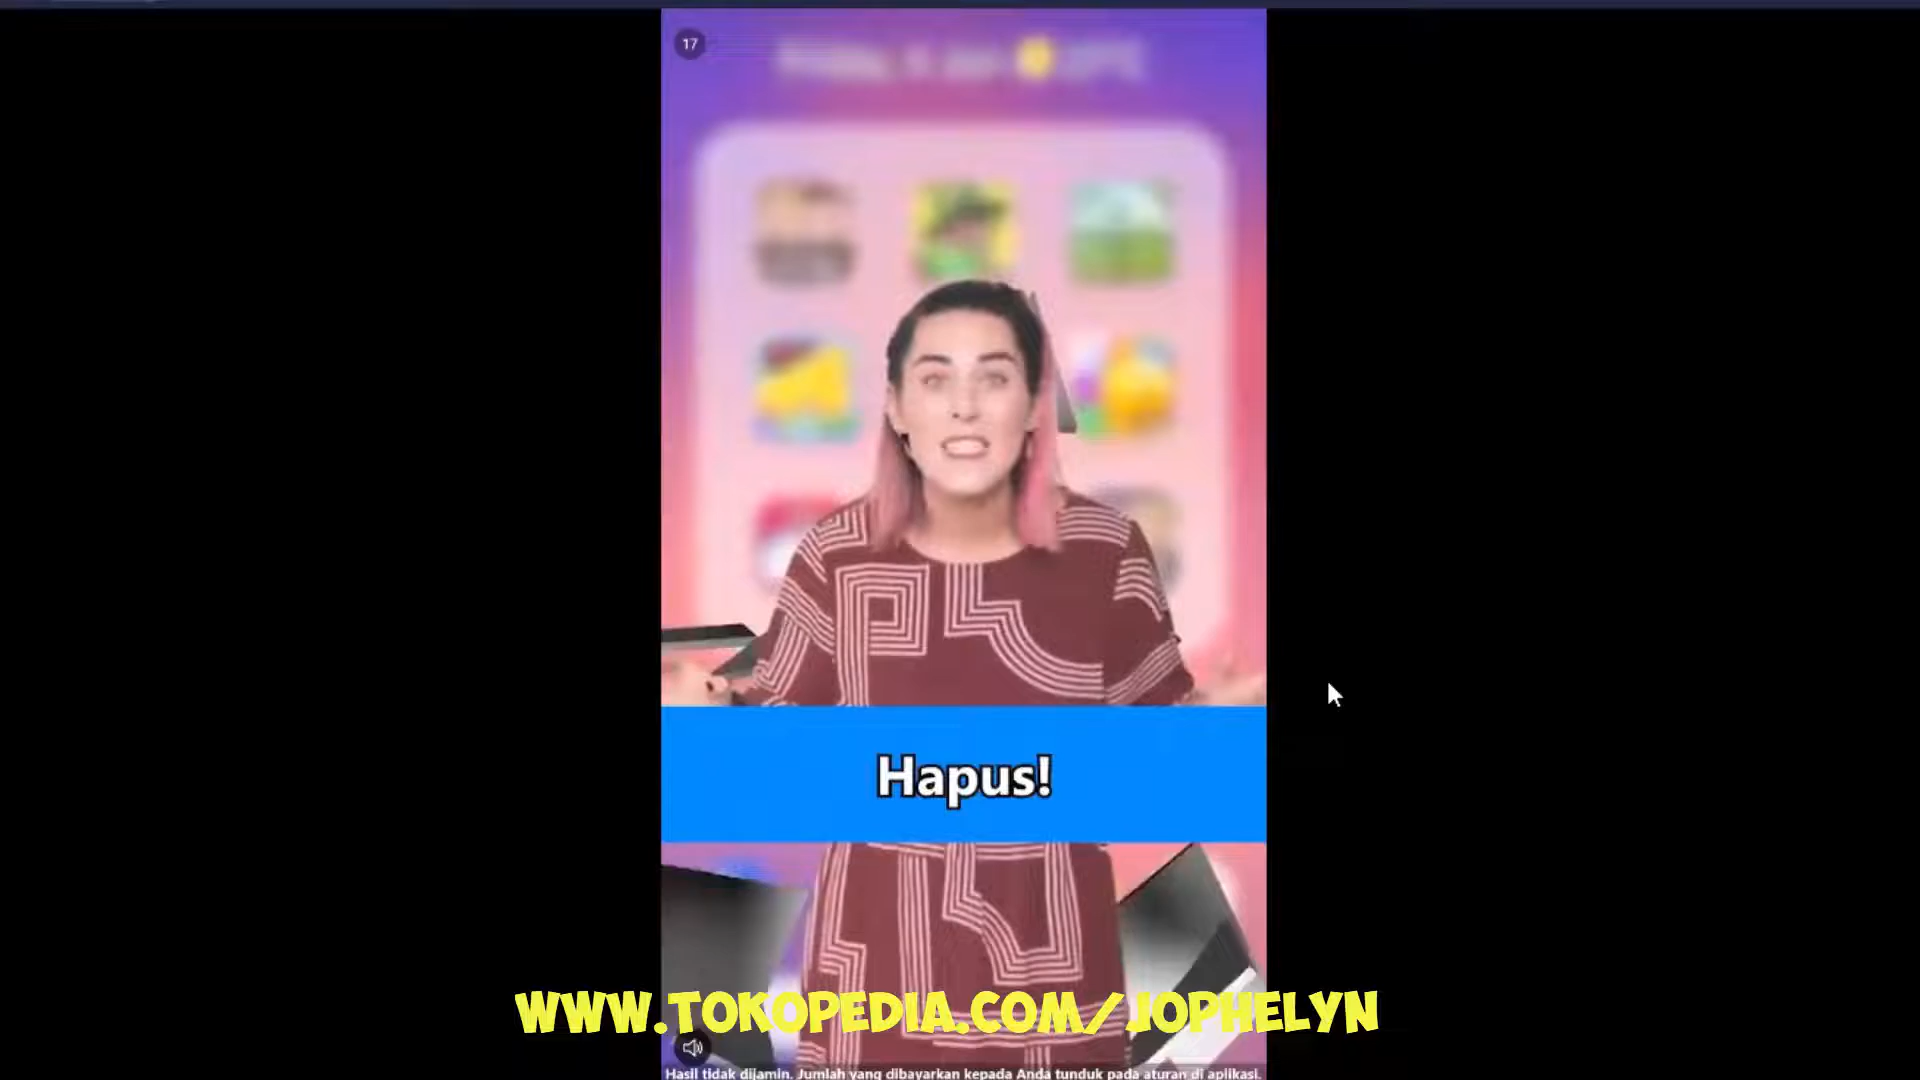 17
Hapus!
WWW.TOKOPEDIA.COM/JOPHELYN
Hasil tidak dijamin. Jumlah yang dibayarkan kepada Anda tunduk pada aturan di aplikasi.